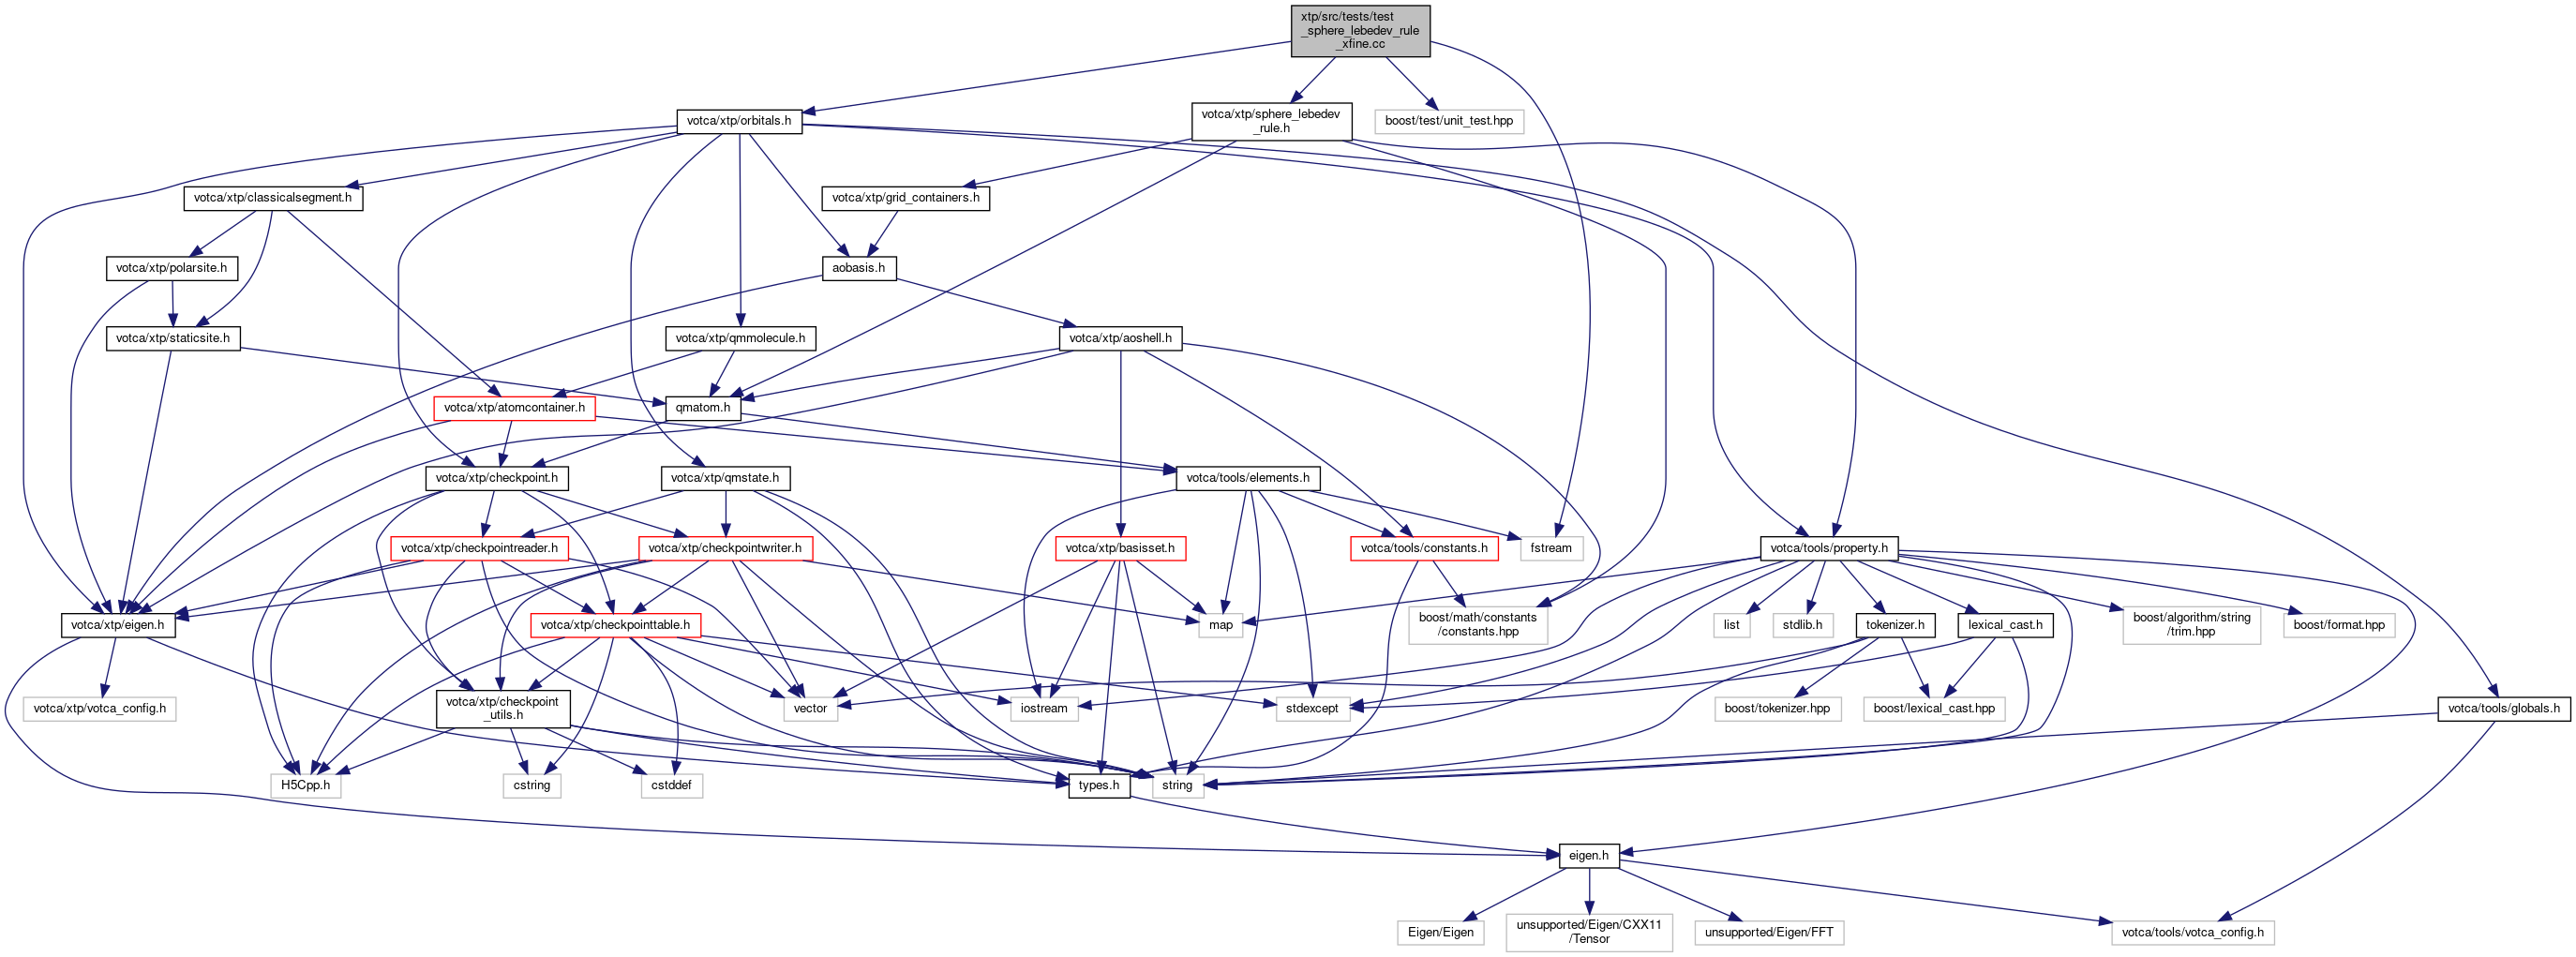 xtp/src/tests/test
_sphere_lebedev_rule
_xfine.cc
votca/xtp/orbitals.h
votca/xtp/sphere_lebedev
_rule.h
boost/test/unit_test.hpp
votca/xtp/classicalsegment.h
votca/xtp/grid_containers.h
votca/xtp/polarsite.h
aobasis.h
votca/xtp/staticsite.h
votca/xtp/qmmolecule.h
votca/xtp/aoshell.h
votca/xtp/atomcontainer.h
qmatom.h
votca/xtp/checkpoint.h
votca/xtp/qmstate.h
votca/tools/elements.h
votca/xtp/checkpointreader.h
votca/xtp/checkpointwriter.h
votca/xtp/basisset.h
votca/tools/constants.h
fstream
votca/tools/property.h
votca/xtp/eigen.h
votca/xtp/checkpointtable.h
map
boost/math/constants
/constants.hpp
list
stdlib.h
tokenizer.h
lexical_cast.h
boost/algorithm/string
/trim.hpp
boost/format.hpp
votca/xtp/votca_config.h
votca/xtp/checkpoint
_utils.h
vector
iostream
stdexcept
boost/tokenizer.hpp
boost/lexical_cast.hpp
votca/tools/globals.h
H5Cpp.h
cstring
cstddef
types.h
string
eigen.h
Eigen/Eigen
unsupported/Eigen/CXX11
/Tensor
unsupported/Eigen/FFT
votca/tools/votca_config.h